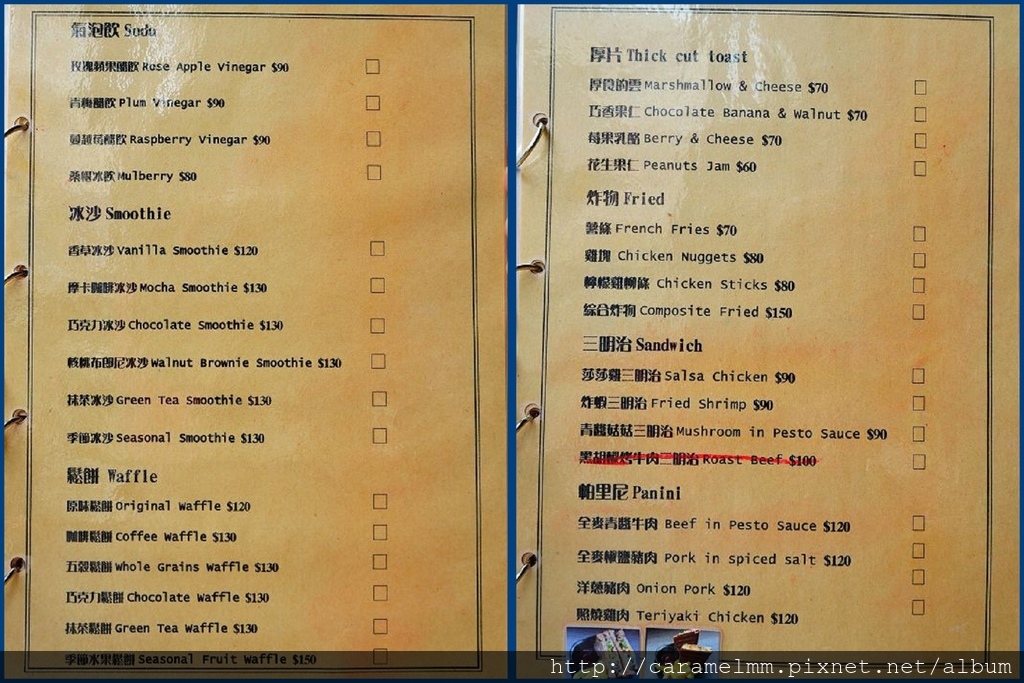 氣泡飲 Soda
玫瑰蘋果醋飲 Rose Apple Vinegar $90
青梅醋飲 Plum Vinegar $90
蔓越莓醋飲 Raspberry Vinegar $90
桑椹冰飲 Mulberry $80
冰沙 Smoothie
香草冰沙 Vanilla Smoothie $120
摩卡咖啡冰沙 Mocha Smoothie $130
巧克力冰沙 Chocolate Smoothie $130
核桃布朗尼冰沙 Walnut Brownie Smoothie $130
抹茶冰沙 Green Tea Smoothie $130
季節冰沙 Seasonal Smoothie $130
鬆餅 Waffle
原味鬆餅 Original Waffle $120
咖啡鬆餅 Coffee Waffle $130
五穀鬆餅 Whole Grains Waffle $130
巧克力鬆餅 Chocolate Waffle $130
抹茶鬆餅 Green Tea Waffle $130
季節水果鬆餅 Seasonal Fruit Waffle $150
厚片 Thick cut toast
厚食的雲 Marshmallow & Cheese $70
巧香果仁 Chocolate Banana & Walnut $70
莓果乳酪 Berry & Cheese $70
花生果仁 Peanuts Jam $60
炸物 Fried
薯條 French Fries $70
雞塊 Chicken Nuggets $80
檸檬雞柳條 Chicken Sticks $80
綜合炸物 Composite Fried $150
三明治 Sandwich
莎莎雞三明治 Salsa Chicken $90
炸蝦三明治 Fried Shrimp $90
青醬菇菇三明治 Mushroom in Pesto Sauce $90
黑胡椒烤牛肉三明治 Roast Beef $100
帕里尼 Panini
全麥青醬牛肉 Beef in Pesto Sauce $120
全麥椒鹽豬肉 Pork in spiced salt $120
洋蔥豬肉 Onion Pork $120
照燒雞肉 Teriyaki Chicken $120
http://caramelmm.pixnet.net/album